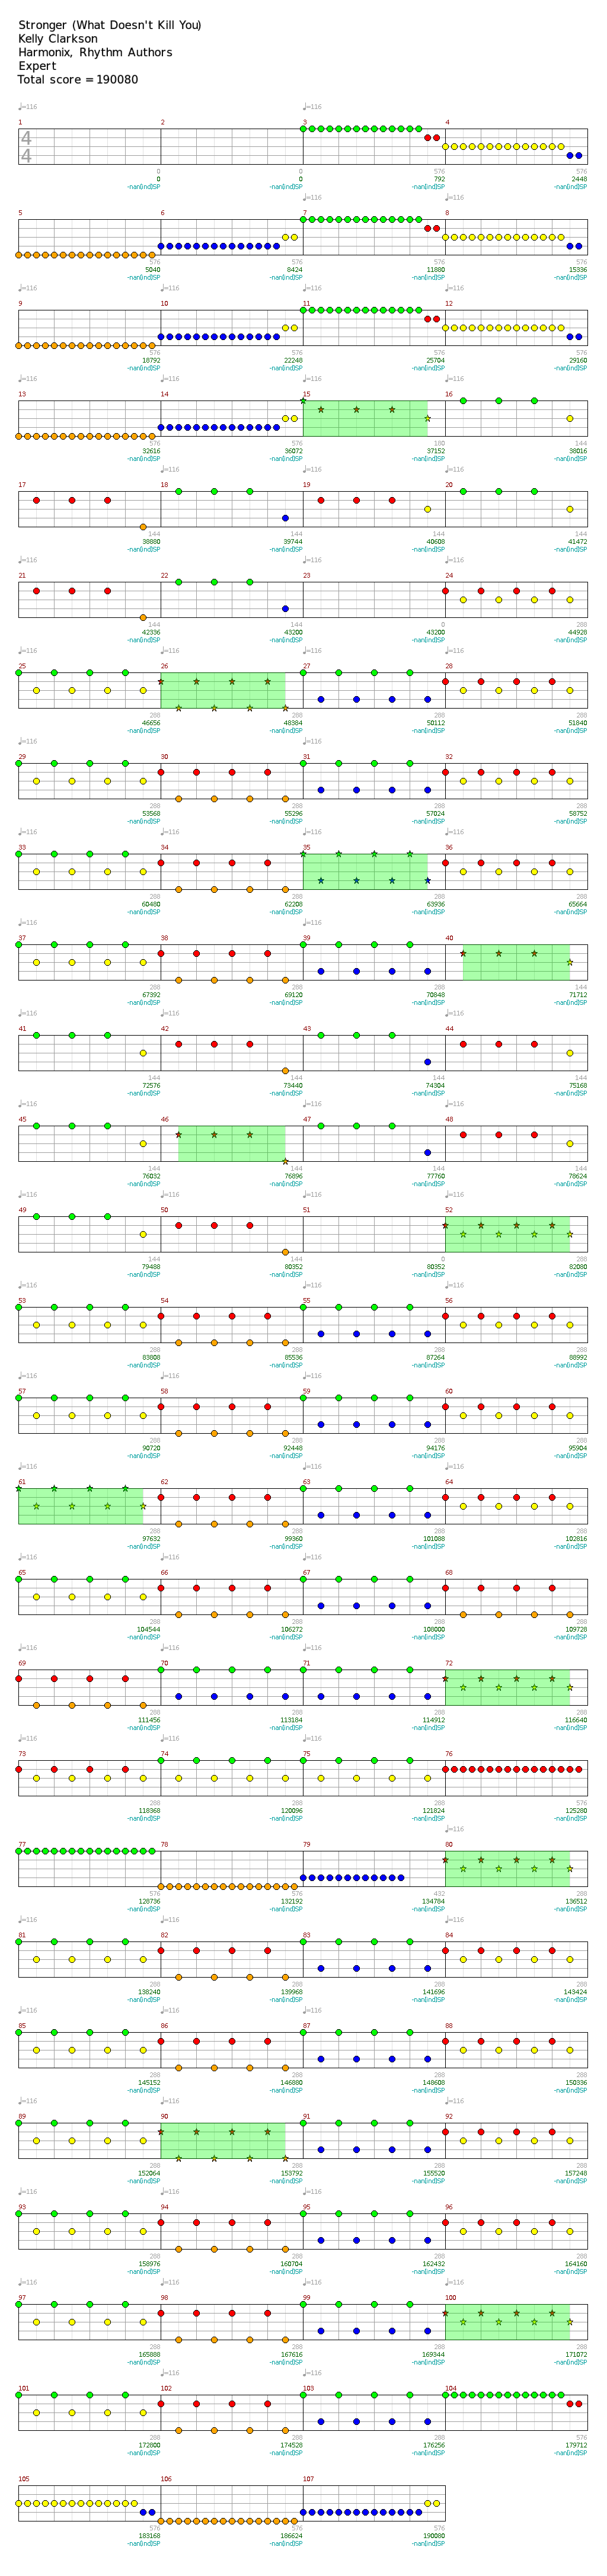 Stronger (What Doesn't Kill You)
Kelly Clarkson
Harmonix, Rhythm Authors
Expert
Total score = 190080
♩=116 ♩=116
1 2 3 4
4
4
0 0 576 576
0 0 792 2448
-nan(ind)SP -nan(ind)SP -nan(ind)SP -nan(ind)SP
♩=116
5 6 7 8
576 576 576 576
5040 8424 11880 15336
-nan(ind)SP -nan(ind)SP -nan(ind)SP -nan(ind)SP
♩=116
9 10 11 12
576 576 576 576
18792 22248 25704 29160
-nan(ind)SP -nan(ind)SP -nan(ind)SP -nan(ind)SP
♩=116
13 14 15 16
576 576 180 144
32616 36072 37152 38016
-nan(ind)SP -nan(ind)SP -nan(ind)SP -nan(ind)SP
♩=116
17 18 19 20
144 144 144 144
38880 39744 40608 41472
-nan(ind)SP -nan(ind)SP -nan(ind)SP -nan(ind)SP
♩=116
21 22 23 24
144 144 0 288
42336 43200 43200 44928
-nan(ind)SP -nan(ind)SP -nan(ind)SP -nan(ind)SP
♩=116
25 26 27 28
288 288 288 288
46656 48384 50112 51840
-nan(ind)SP -nan(ind)SP -nan(ind)SP -nan(ind)SP
♩=116
29 30 31 32
288 288 288 288
53568 55296 57024 58752
-nan(ind)SP -nan(ind)SP -nan(ind)SP -nan(ind)SP
♩=116
33 34 35 36
288 288 288 288
60480 62208 63936 65664
-nan(ind)SP -nan(ind)SP -nan(ind)SP -nan(ind)SP
♩=116
37 38 39 40
288 288 288 144
67392 69120 70848 71712
-nan(ind)SP -nan(ind)SP -nan(ind)SP -nan(ind)SP
♩=116
41 42 43 44
144 144 144 144
72576 73440 74304 75168
-nan(ind)SP -nan(ind)SP -nan(ind)SP -nan(ind)SP
♩=116
45 46 47 48
144 144 144 144
76032 76896 77760 78624
-nan(ind)SP -nan(ind)SP -nan(ind)SP -nan(ind)SP
♩=116
49 50 51 52
144 144 0 288
79488 80352 80352 82080
-nan(ind)SP -nan(ind)SP -nan(ind)SP -nan(ind)SP
♩=116
53 54 55 56
288 288 288 288
83808 85536 87264 88992
-nan(ind)SP -nan(ind)SP -nan(ind)SP -nan(ind)SP
♩=116
57 58 59 60
288 288 288 288
90720 92448 94176 95904
-nan(ind)SP -nan(ind)SP -nan(ind)SP -nan(ind)SP
♩=116
61 62 63 64
288 288 288 288
97632 99360 101088 102816
-nan(ind)SP -nan(ind)SP -nan(ind)SP -nan(ind)SP
♩=116
65 66 67 68
288 288 288 288
104544 106272 108000 109728
-nan(ind)SP -nan(ind)SP -nan(ind)SP -nan(ind)SP
♩=116
69 70 71 72
288 288 288 288
111456 113184 114912 116640
-nan(ind)SP -nan(ind)SP -nan(ind)SP -nan(ind)SP
♩=116
73 74 75 76
288 288 288 576
118368 120096 121824 125280
-nan(ind)SP -nan(ind)SP -nan(ind)SP -nan(ind)SP
♩=116
77 78 79 80
576 576 432 288
128736 132192 134784 136512
-nan(ind)SP -nan(ind)SP -nan(ind)SP -nan(ind)SP
♩=116
81 82 83 84
288 288 288 288
138240 139968 141696 143424
-nan(ind)SP -nan(ind)SP -nan(ind)SP -nan(ind)SP
♩=116
85 86 87 88
288 288 288 288
145152 146880 148608 150336
-nan(ind)SP -nan(ind)SP -nan(ind)SP -nan(ind)SP
♩=116
89 90 91 92
288 288 288 288
152064 153792 155520 157248
-nan(ind)SP -nan(ind)SP -nan(ind)SP -nan(ind)SP
♩=116
93 94 95 96
288 288 288 288
158976 160704 162432 164160
-nan(ind)SP -nan(ind)SP -nan(ind)SP -nan(ind)SP
♩=116
97 98 99 100
288 288 288 288
165888 167616 169344 171072
-nan(ind)SP -nan(ind)SP -nan(ind)SP -nan(ind)SP
♩=116
101 102 103 104
288 288 288 576
172800 174528 176256 179712
-nan(ind)SP -nan(ind)SP -nan(ind)SP -nan(ind)SP
105 106 107
576 576 576
183168 186624 190080
-nan(ind)SP -nan(ind)SP -nan(ind)SP